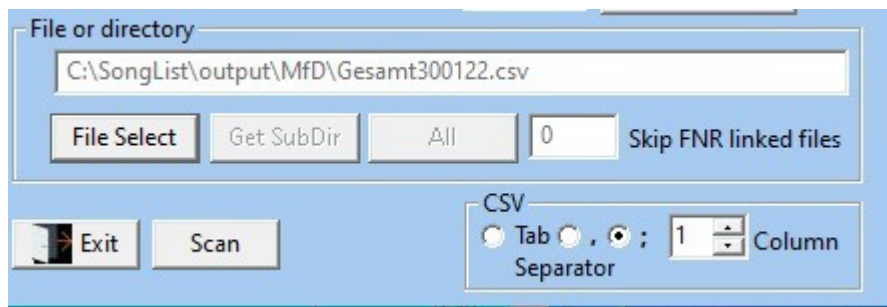 File or directory
C:\SongList\output\MfD\Gesamt300122.csv
File Select Get SubDir All 0 Skip FNR linked files
CSV
Exit Scan Tab , ; 1 Column
Separator